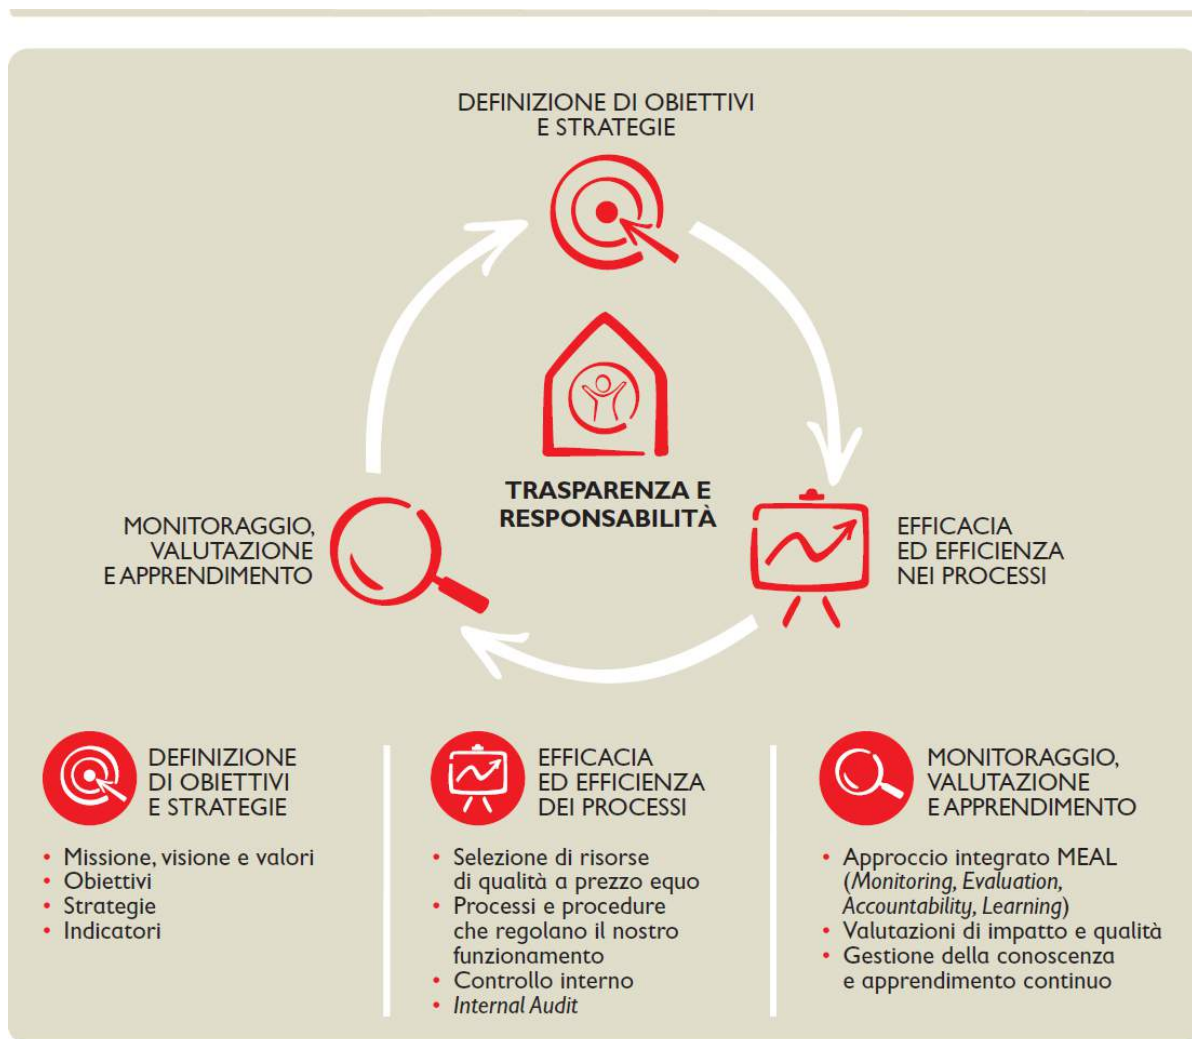 DEFINIZIONE DI OBIETTIVI
E STRATEGIE
TRASPARENZA E
RESPONSABILITÀ
MONITORAGGIO,
VALUTAZIONE
E APPRENDIMENTO
EFFICACIA
ED EFFICIENZA
NEI PROCESSI
DEFINIZIONE
DI OBIETTIVI
E STRATEGIE
• Missione, visione e valori
• Obiettivi
• Strategie
• Indicatori
EFFICACIA
ED EFFICIENZA
DEI PROCESSI
• Selezione di risorse
di qualità a prezzo equo
• Processi e procedure
che regolano il nostro
funzionamento
• Controllo interno
• Internal Audit
MONITORAGGIO,
VALUTAZIONE
E APPRENDIMENTO
• Approccio integrato MEAL
(Monitoring, Evaluation,
Accountability, Learning)
• Valutazioni di impatto e qualità
• Gestione della conoscenza
e apprendimento continuo